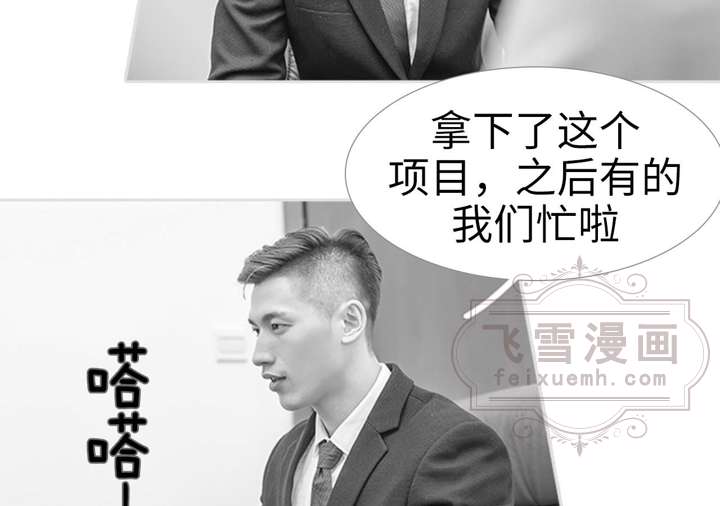 拿下了这个
项目，之后有的
我们忙啦
飞雪漫画
feixuemh.com
嗒
嗒